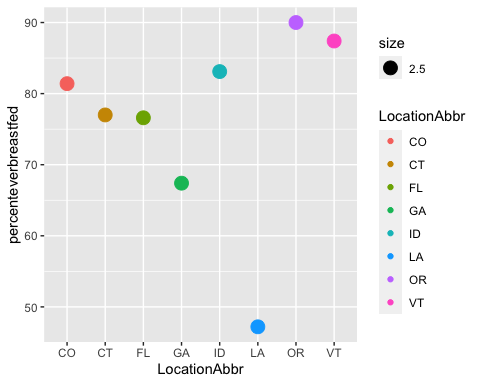 90
80
70
60
50
percenteverbreastfed
CO CT FL GA ID LA OR VT
LocationAbbr
size
2.5
LocationAbbr
CO
CT
FL
GA
ID
LA
OR
VT